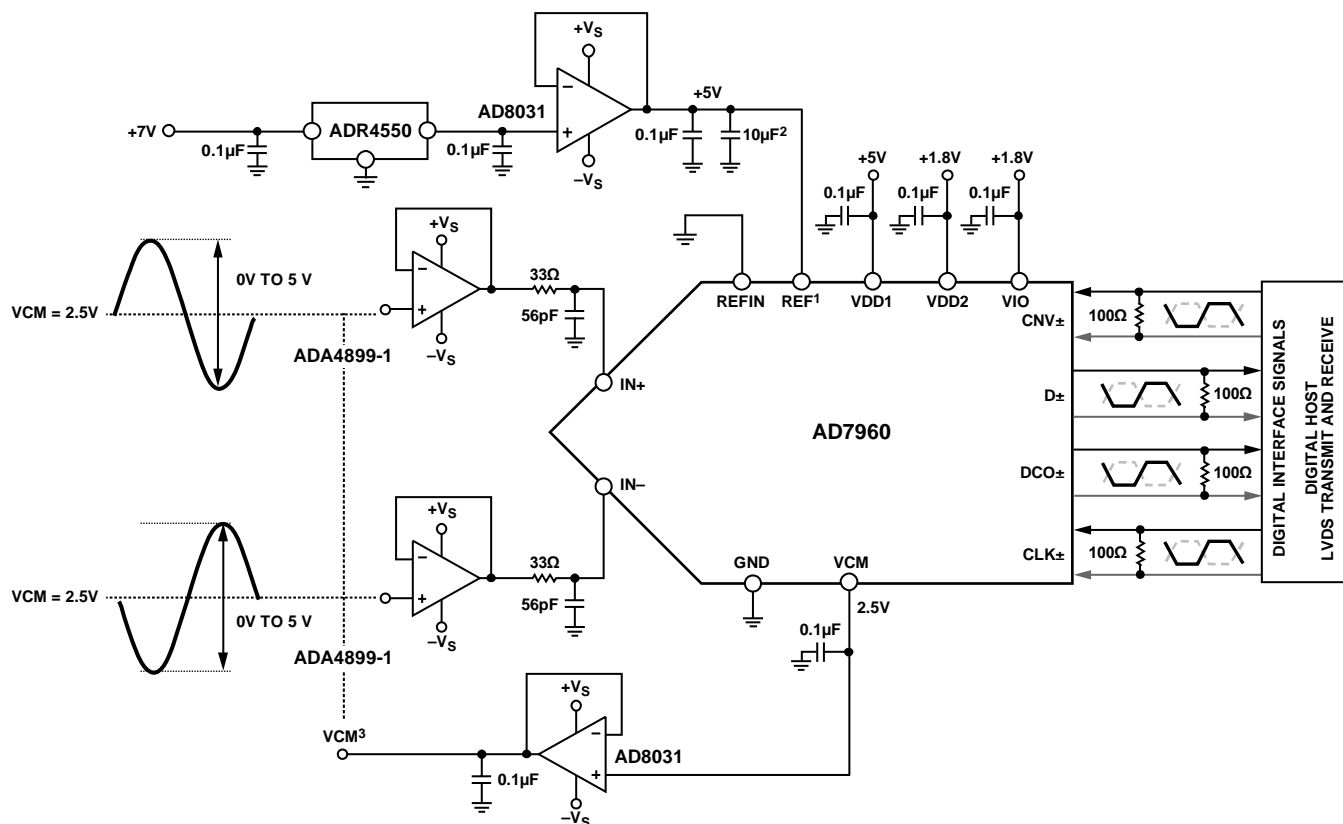 +VS
AD8031
+5V
+7V
ADR4550
0.1µF
0.1µF
–VS
0.1µF
10µF2
+5V
+1.8V
+1.8V
0.1µF
0.1µF
0.1µF
+VS
0V TO 5 V
VCM = 2.5V
ADA4899-1
–VS
33Ω
56pF
REFIN
REF1
VDD1
VDD2
VIO
CNV±
100Ω
IN+
D±
100Ω
AD7960
IN–
DCO±
100Ω
CLK±
100Ω
DIGITAL INTERFACE SIGNALS
DIGITAL HOST
LVDS TRANSMIT AND RECEIVE
+VS
VCM = 2.5V
0V TO 5 V
ADA4899-1
–VS
33Ω
56pF
GND
VCM
2.5V
0.1µF
+VS
VCM3
AD8031
0.1µF
–VS